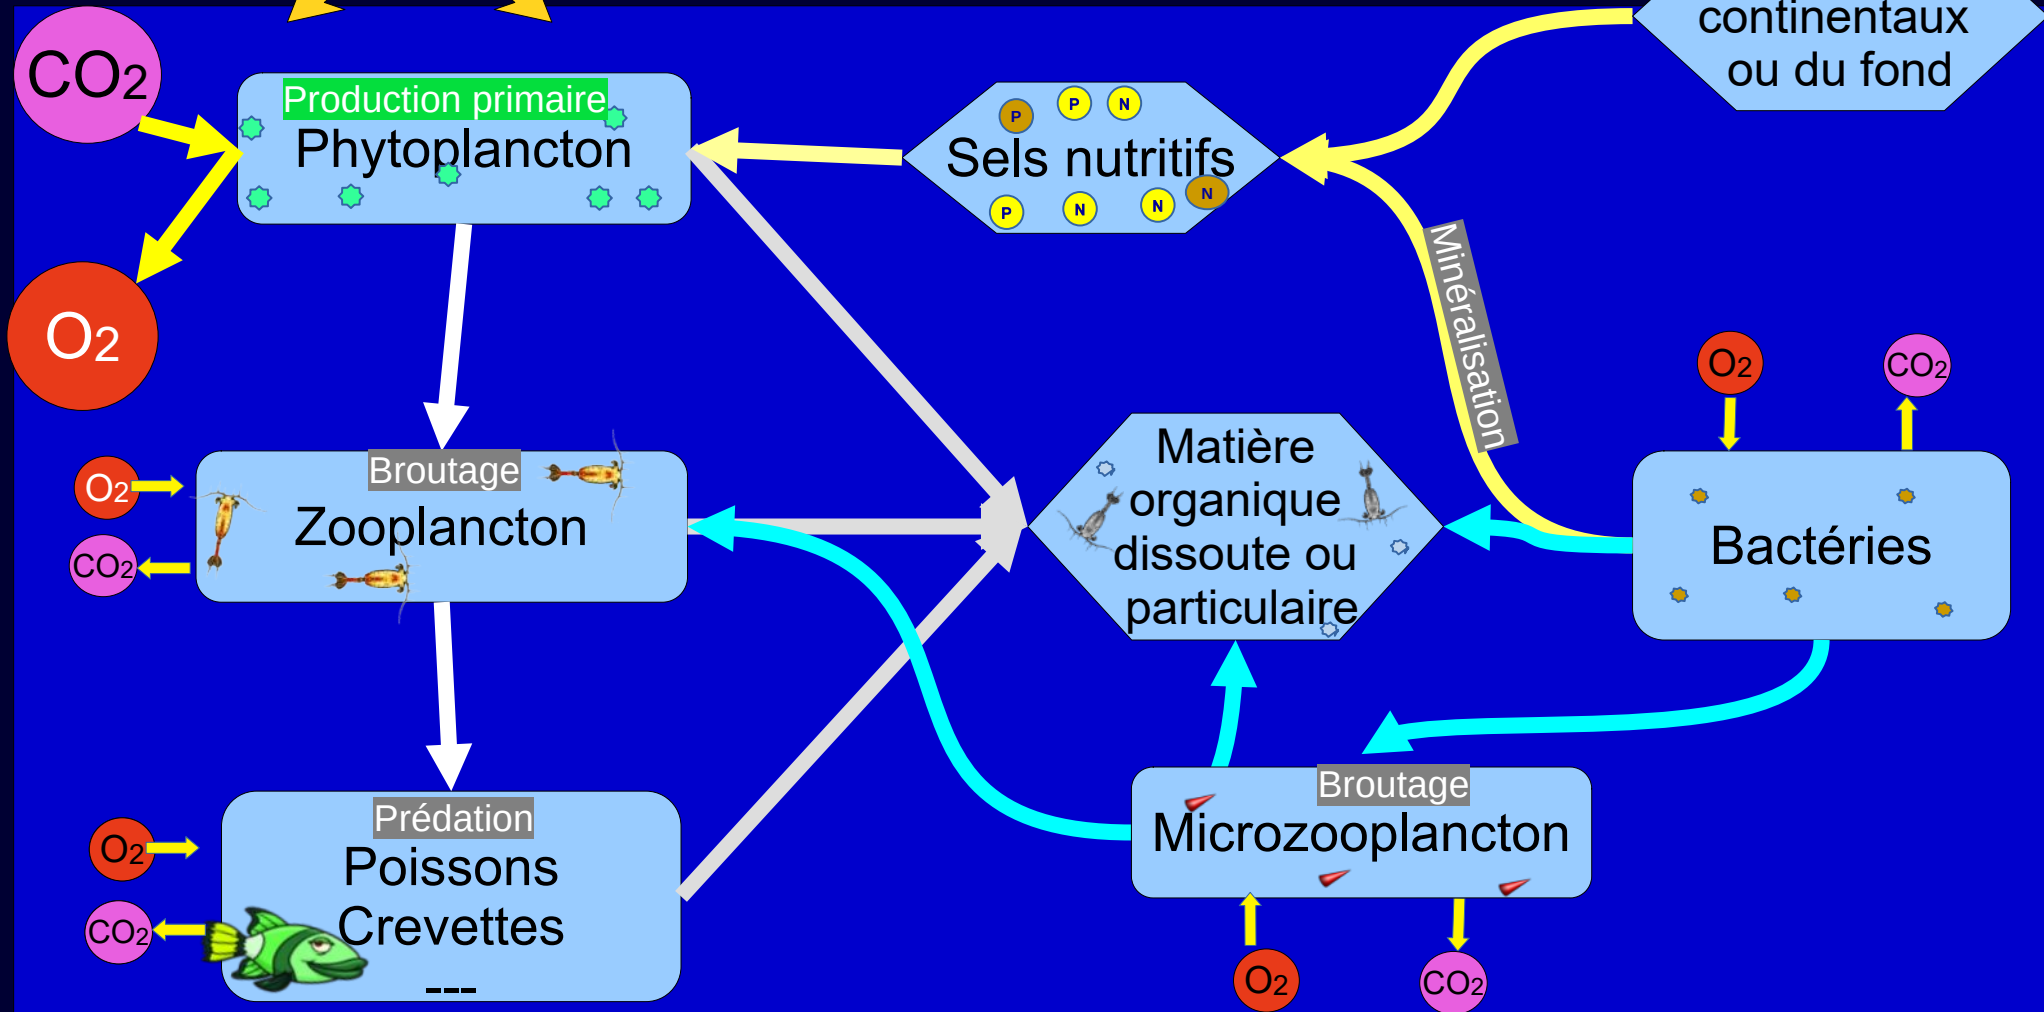 CO2
continentaux
ou du fond
Production primaire
Phytoplancton
P
P
N
Sels nutritifs
P
N
N
N
O2
Minéralisation
O2
CO2
Broutage
Zooplancton
O2
CO2
Matière
organique
dissoute ou
particulaire
Bactéries
Prédation
Poissons
Crevettes
---
O2
CO2
Broutage
Microzooplancton
O2
CO2